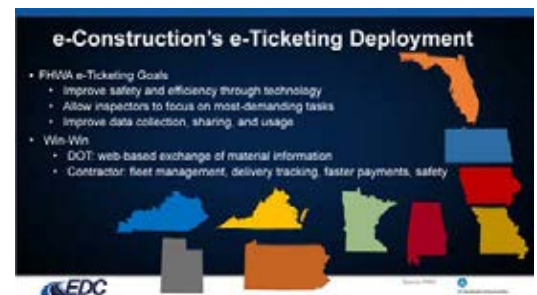 e-Construction's e-Ticketing Deployment
• FHWA e-Ticketing Goals
• Improve safety and efficiency through technology
• Allow inspectors to focus on most-demanding tasks
• Improve data collection, sharing, and usage
• Win-Win
• DOT: web-based exchange of material information
• Contractor: fleet management, delivery tracking, faster payments, safety
EDC